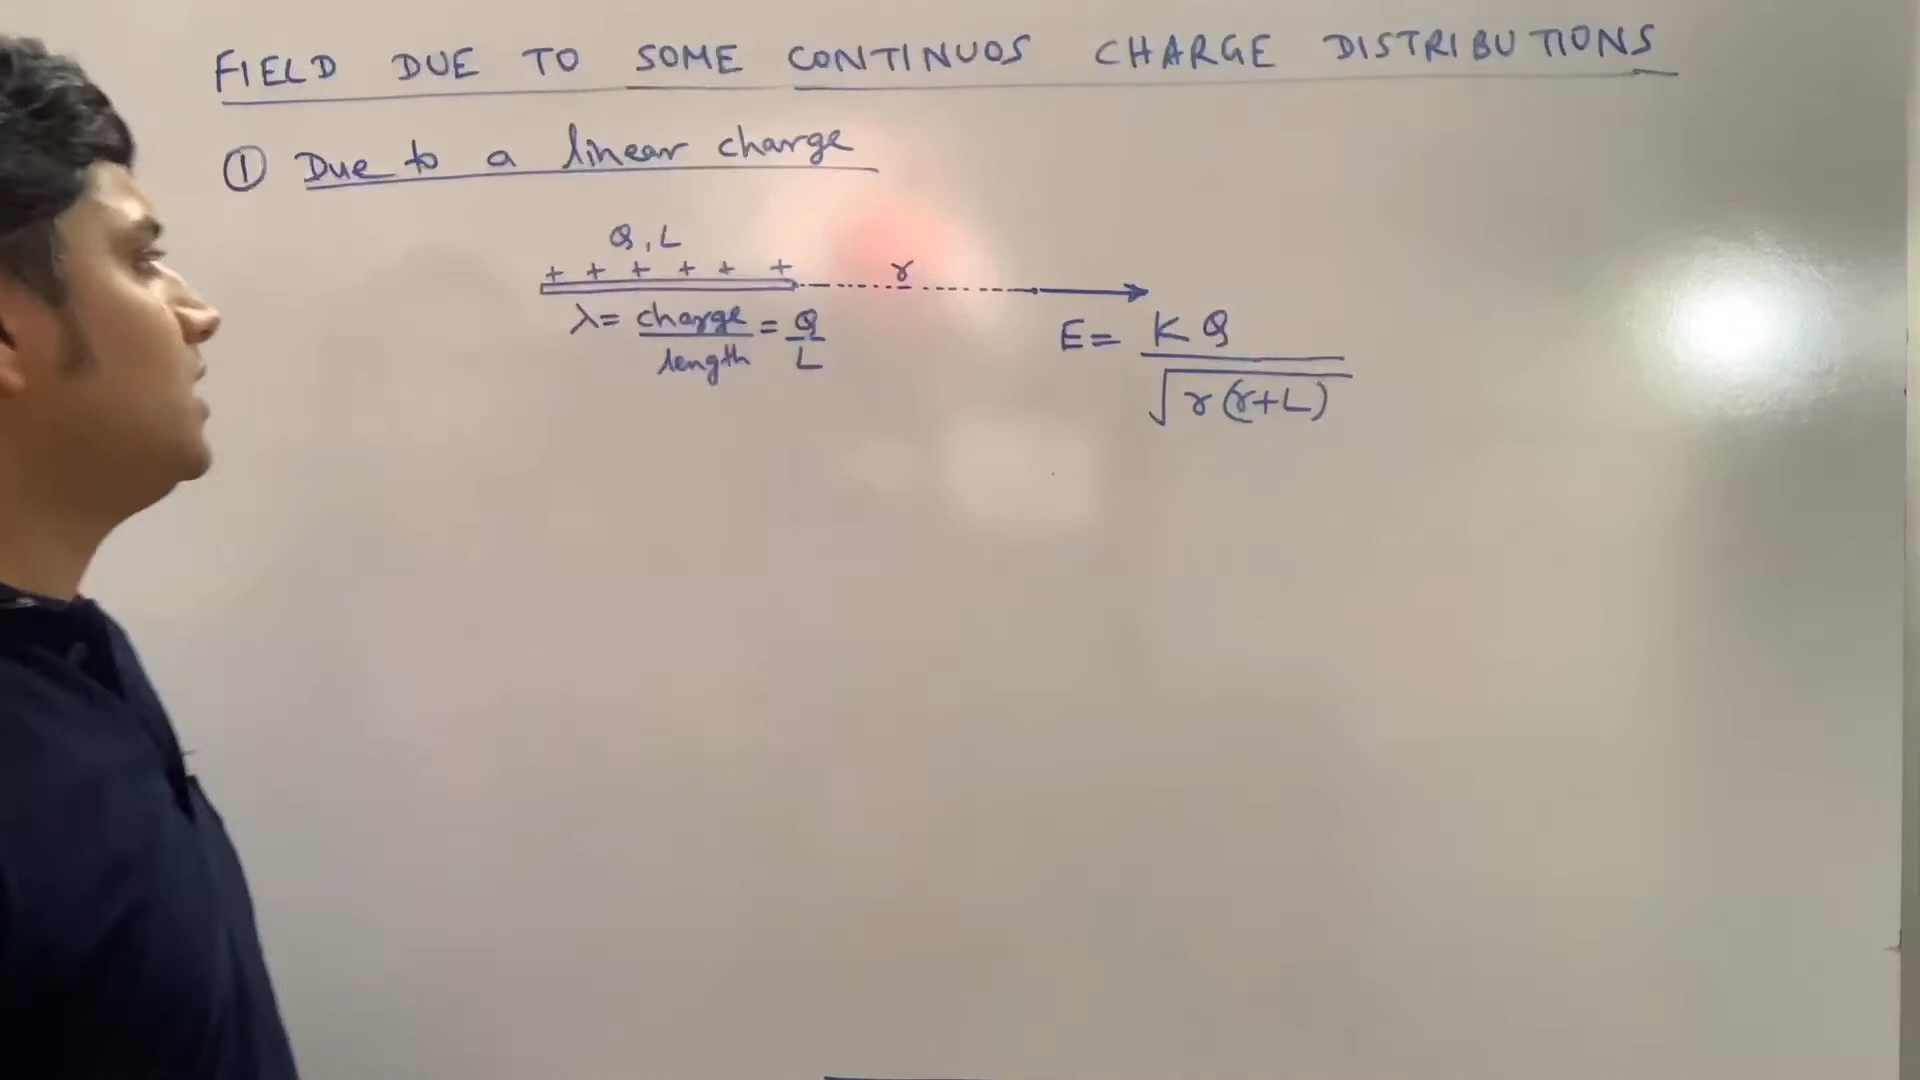 FIELD DUE TO SOME CONTINUOS CHARGE DISTRIBUTIONS
① Due to a linear charge
Q, L
+ + + + + +
r
λ = charge/length = Q/L
E = KQ/√r(r+L)